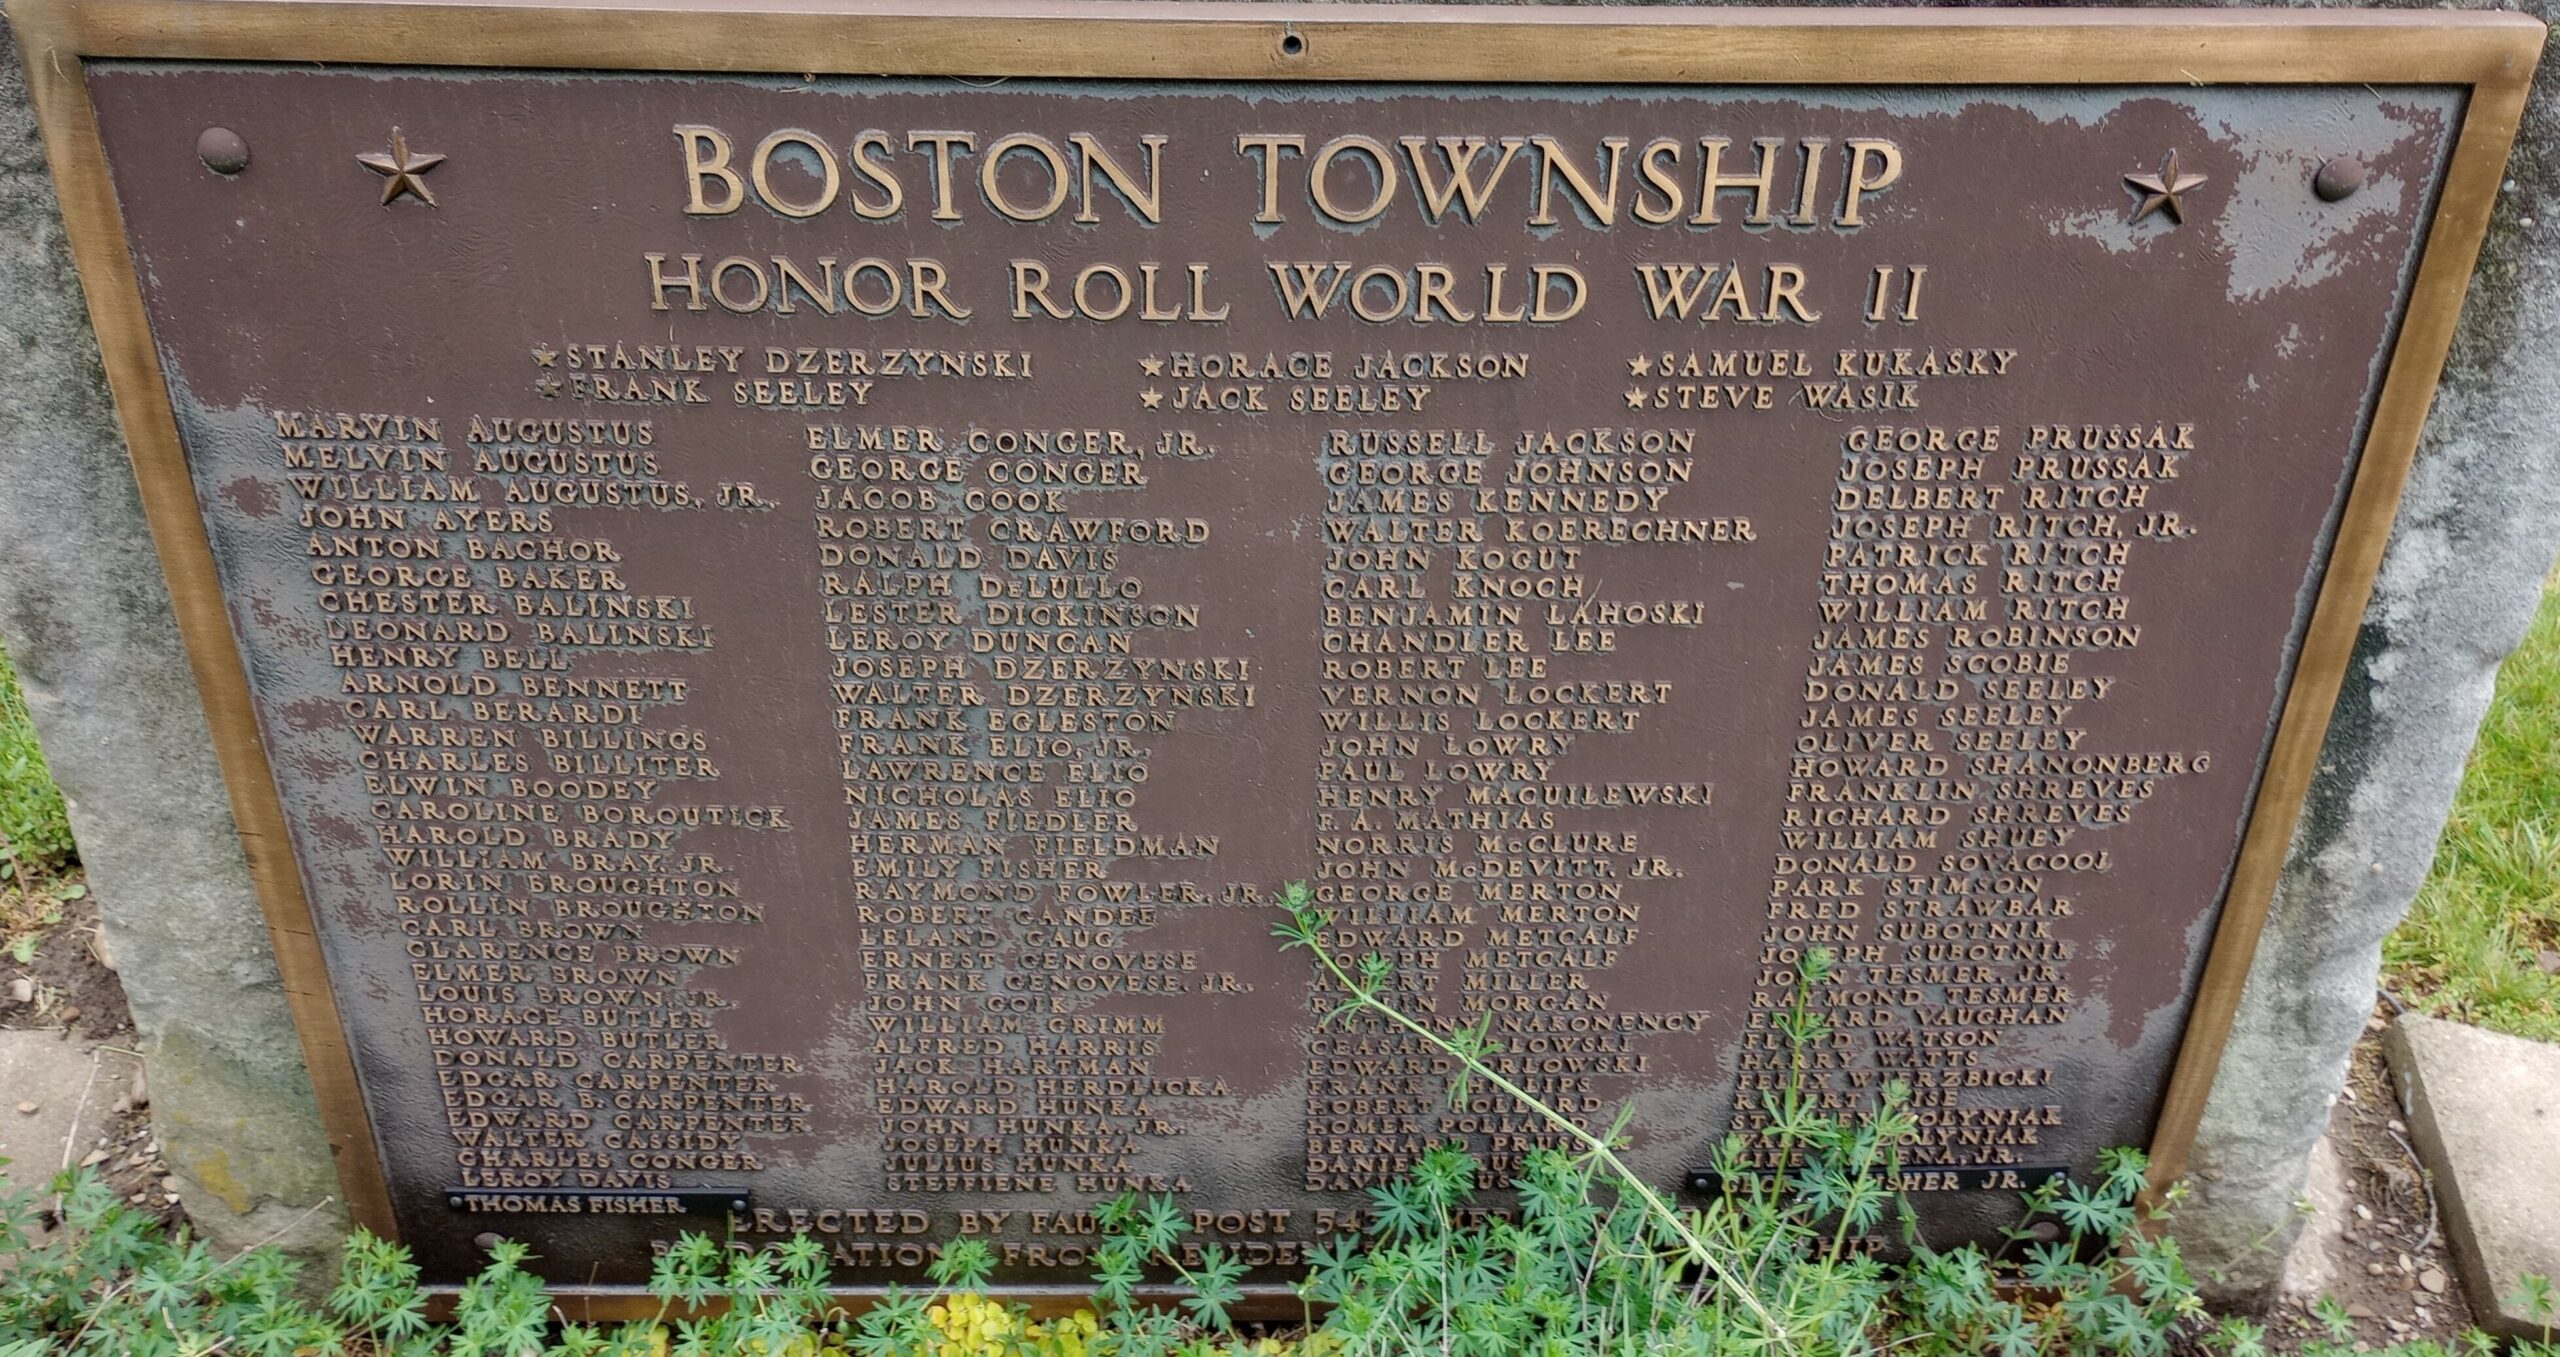 BOSTON TOWNSHIP
HONOR ROLL WORLD WAR II
★STANLEY DZERZYNSKI ★HORACE JACKSON ★SAMUEL KUKASKY
★FRANK SEELEY ★JACK SEELEY ★STEVE WASIK
MARVIN AUGUSTUS
MELVIN AUGUSTUS
WILLIAM AUGUSTUS, JR.
JOHN AYERS
ANTON BACHOR
GEORGE BAKER
CHESTER BALINSKI
LEONARD BALINSKI
HENRY BELL
ARNOLD BENNETT
CARL BERARDI
WARREN BILLINGS
CHARLES BILLITER
ELWIN BOODEY
CAROLINE BOROUTICK
HAROLD BRADY
WILLIAM BRAY, JR.
LORIN BROUGHTON
ROLLIN BROUGHTON
CARL BROWN
CLARENCE BROWN
ELMER BROWN
LOUIS BROWN, JR.
HORACE BUTLER
HOWARD BUTLER
DONALD CARPENTER
EDGAR CARPENTER
EDGAR B. CARPENTER
EDWARD CARPENTER
WALTER CASSIDY
CHARLES CONGER
LEROY DAVIS
THOMAS FISHER
ELMER CONGER, JR.
GEORGE CONGER
JACOB COOK
ROBERT CRAWFORD
DONALD DAVIS
RALPH DeLULLO
LESTER DICKINSON
LEROY DUNCAN
JOSEPH DZERZYNSKI
WALTER DZERZYNSKI
FRANK EGLESTON
FRANK ELIO, JR.
LAWRENCE ELIO
NICHOLAS ELIO
JAMES FIEDLER
HERMAN FIELDMAN
EMILY FISHER
RAYMOND FOWLER, JR.
ROBERT GANDEE
LELAND GAUG
ERNEST GENOVESE
FRANK GENOVESE, JR.
JOHN GOIK
WILLIAM GRIMM
ALFRED HARRIS
JACK HARTMAN
HAROLD HERDLICKA
EDWARD HUNKA
JOHN HUNKA, JR.
JOSEPH HUNKA
JULIUS HUNKA
STEFFIENE HUNKA
RUSSELL JACKSON
GEORGE JOHNSON
JAMES KENNEDY
WALTER KOERECHNER
JOHN KOGUT
CARL KNOCH
BENJAMIN LAHOSKI
CHANDLER LEE
ROBERT LEE
VERNON LOCKERT
WILLIS LOCKERT
JOHN LOWRY
PAUL LOWRY
HENRY MACUILEWSKI
F. A. MATHIAS
NORRIS McCLURE
JOHN McDEVITT, JR.
GEORGE MERTON
WILLIAM MERTON
EDWARD METCALF
JOSEPH METCALF
MILLER
MORGAN
ANTHONY NAKONENCY
CEASAR
EDWARD
FRANK PHILLIPS
ROBERT POLLARD
HOMER POLLARD
BERNARD
GEORGE PRUSSAK
JOSEPH PRUSSAK
DELBERT RITCH
JOSEPH RITCH, JR.
PATRICK RITCH
THOMAS RITCH
WILLIAM RITCH
JAMES ROBINSON
JAMES SCOBIE
DONALD SEELEY
JAMES SEELEY
OLIVER SEELEY
HOWARD SHANONBERG
FRANKLIN SHREVES
RICHARD SHREVES
WILLIAM SHUEY
DONALD SOVACOOL
PARK STIMSON
FRED STRAWBAR
JOHN SUBOTNIK
JOSEPH SUBOTNIK
JOHN TESMER, JR.
RAYMOND TESMER
EDWARD VAUGHAN
WATSON
HARRY WATTS
FELIX WIERZBICKI
JR.
FISHER JR.
ERECTED BY POST
FROM